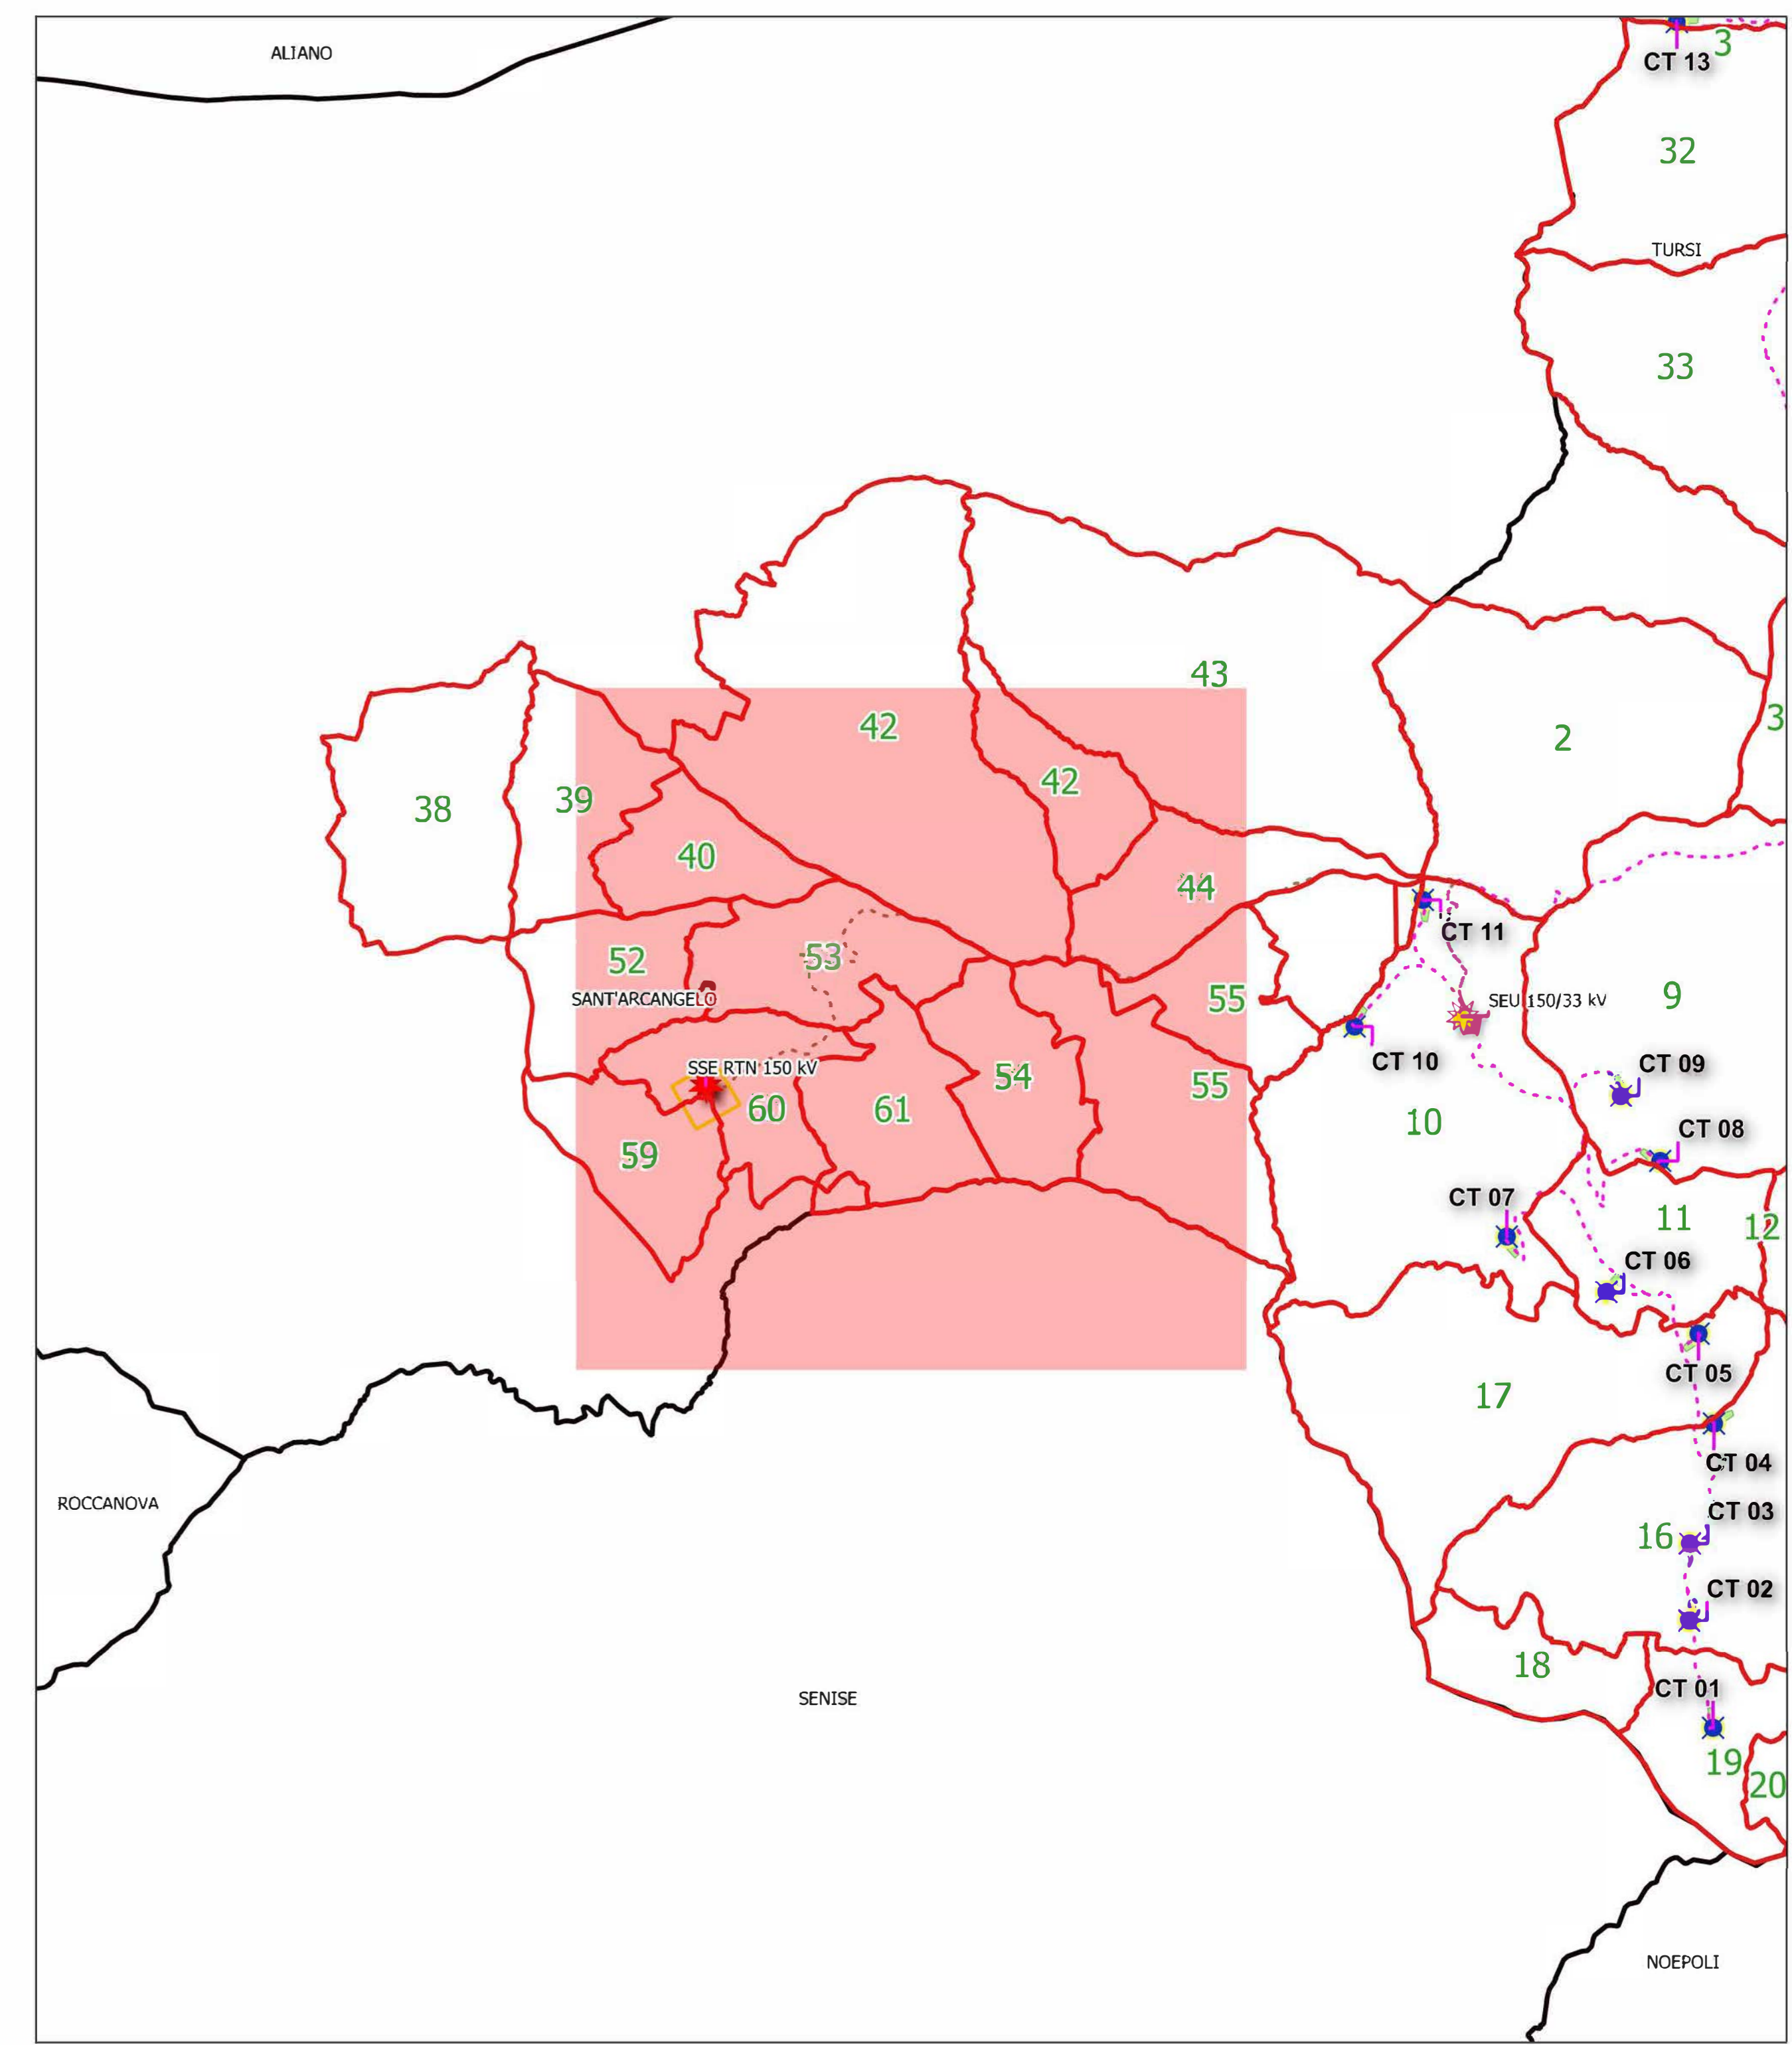 ALIANO
3
CT 13
32
TURSI
33
43
42
3
2
42
39
38
40
44
CT 11
53
52
9
55
SANT'ARCANGELO
SEU 150/33 kV
CT 10
CT 09
SSE RTN 150 kV
54
55
60
61
10
CT 08
59
CT 07
11
12
CT 06
CT 05
17
CT 04
ROCCANOVA
CT 03
16
CT 02
18
CT 01
SENISE
19
20
NOEPOLI